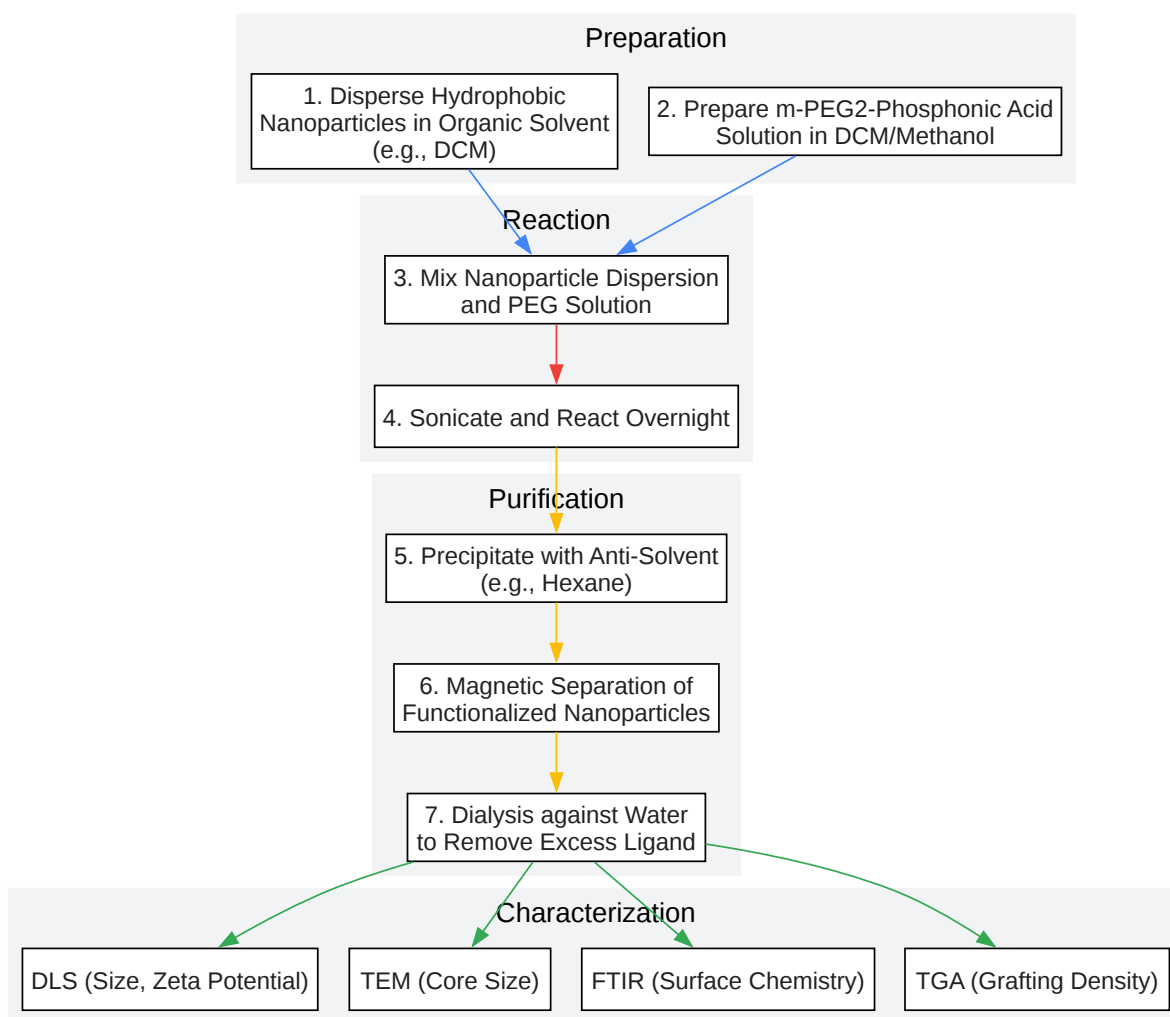 Preparation
1. Disperse Hydrophobic
Nanoparticles in Organic Solvent
(e.g., DCM)
2. Prepare m-PEG2-Phosphonic Acid
Solution in DCM/Methanol
Reaction
3. Mix Nanoparticle Dispersion
and PEG Solution
4. Sonicate and React Overnight
Purification
5. Precipitate with Anti-Solvent
(e.g., Hexane)
6. Magnetic Separation of
Functionalized Nanoparticles
7. Dialysis against Water
to Remove Excess Ligand
Characterization
DLS (Size, Zeta Potential)
TEM (Core Size)
FTIR (Surface Chemistry)
TGA (Grafting Density)